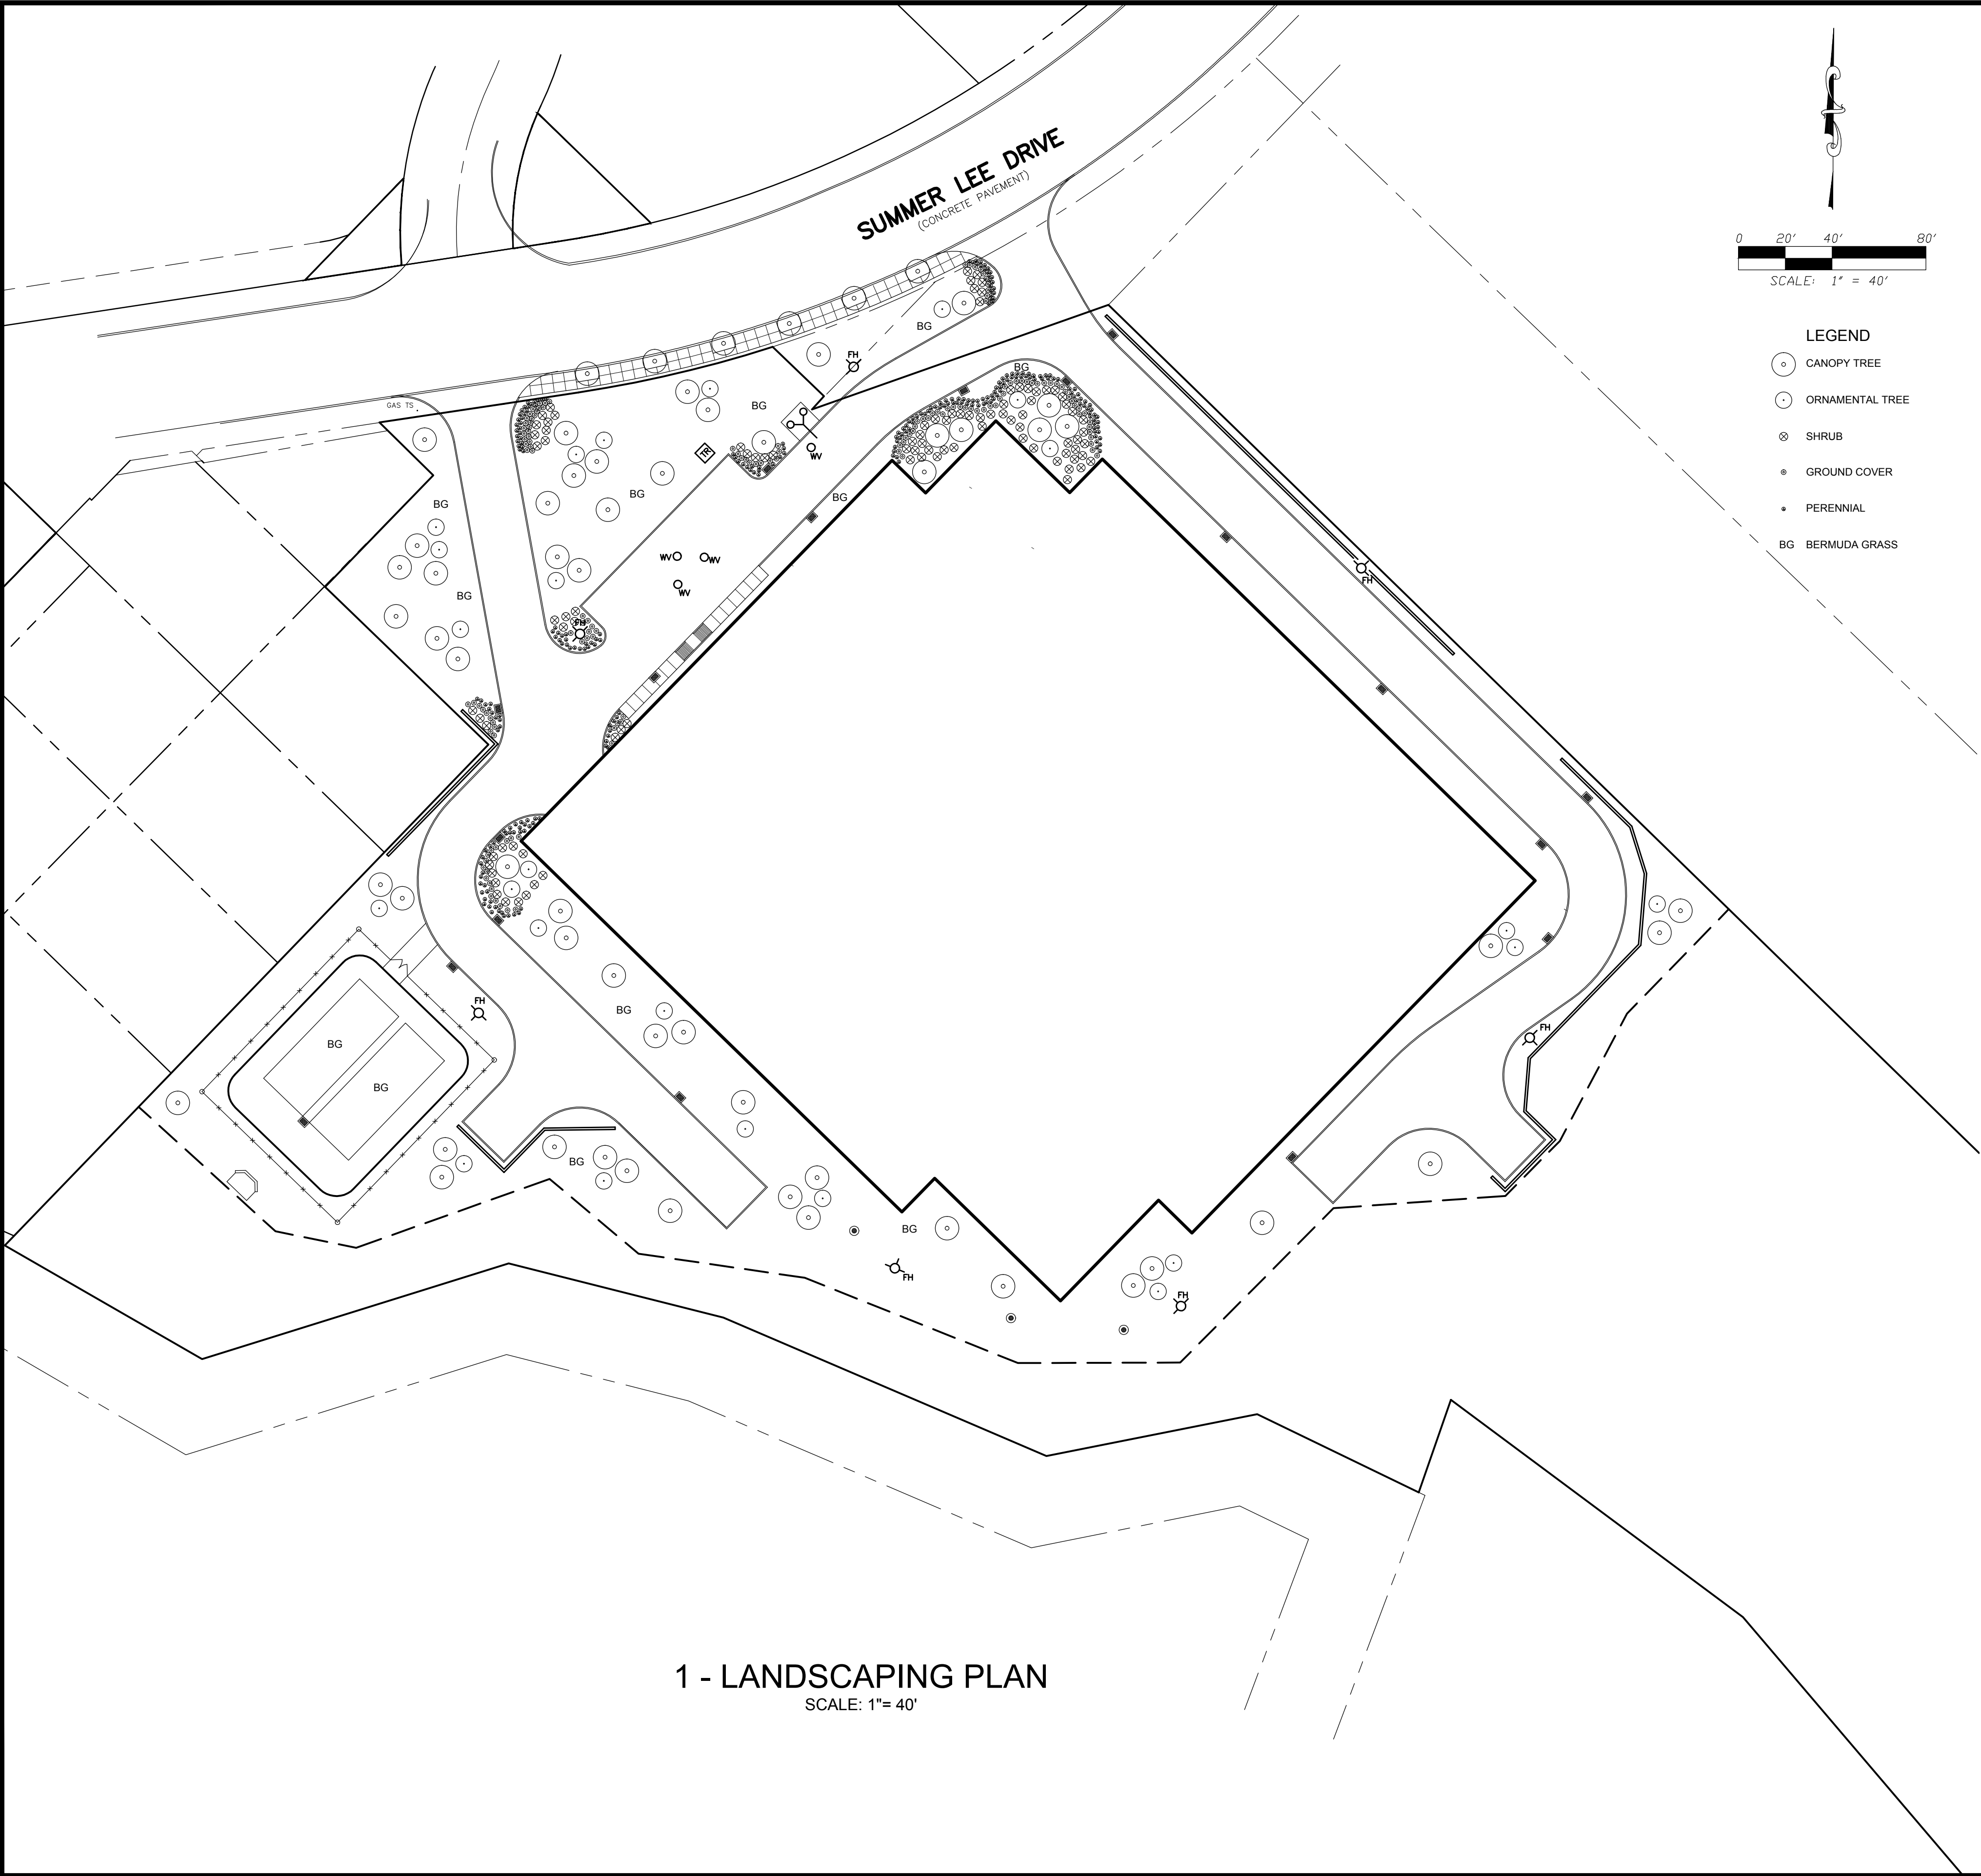 SUMMER LEE DRIVE
(CONCRETE PAVEMENT)
0 20' 40' 80'
SCALE: 1" = 40'
LEGEND
CANOPY TREE
ORNAMENTAL TREE
SHRUB
GROUND COVER
PERENNIAL
BG BERMUDA GRASS
BG
FH
BG
GAS TS
BG
TR
WV
BG
BG
BG
BG
WV
WV
WV
FH
BG
FH
BG
FH
FH
BG
BG
BG
BG
FH
FH
1 - LANDSCAPING PLAN
SCALE: 1"= 40'